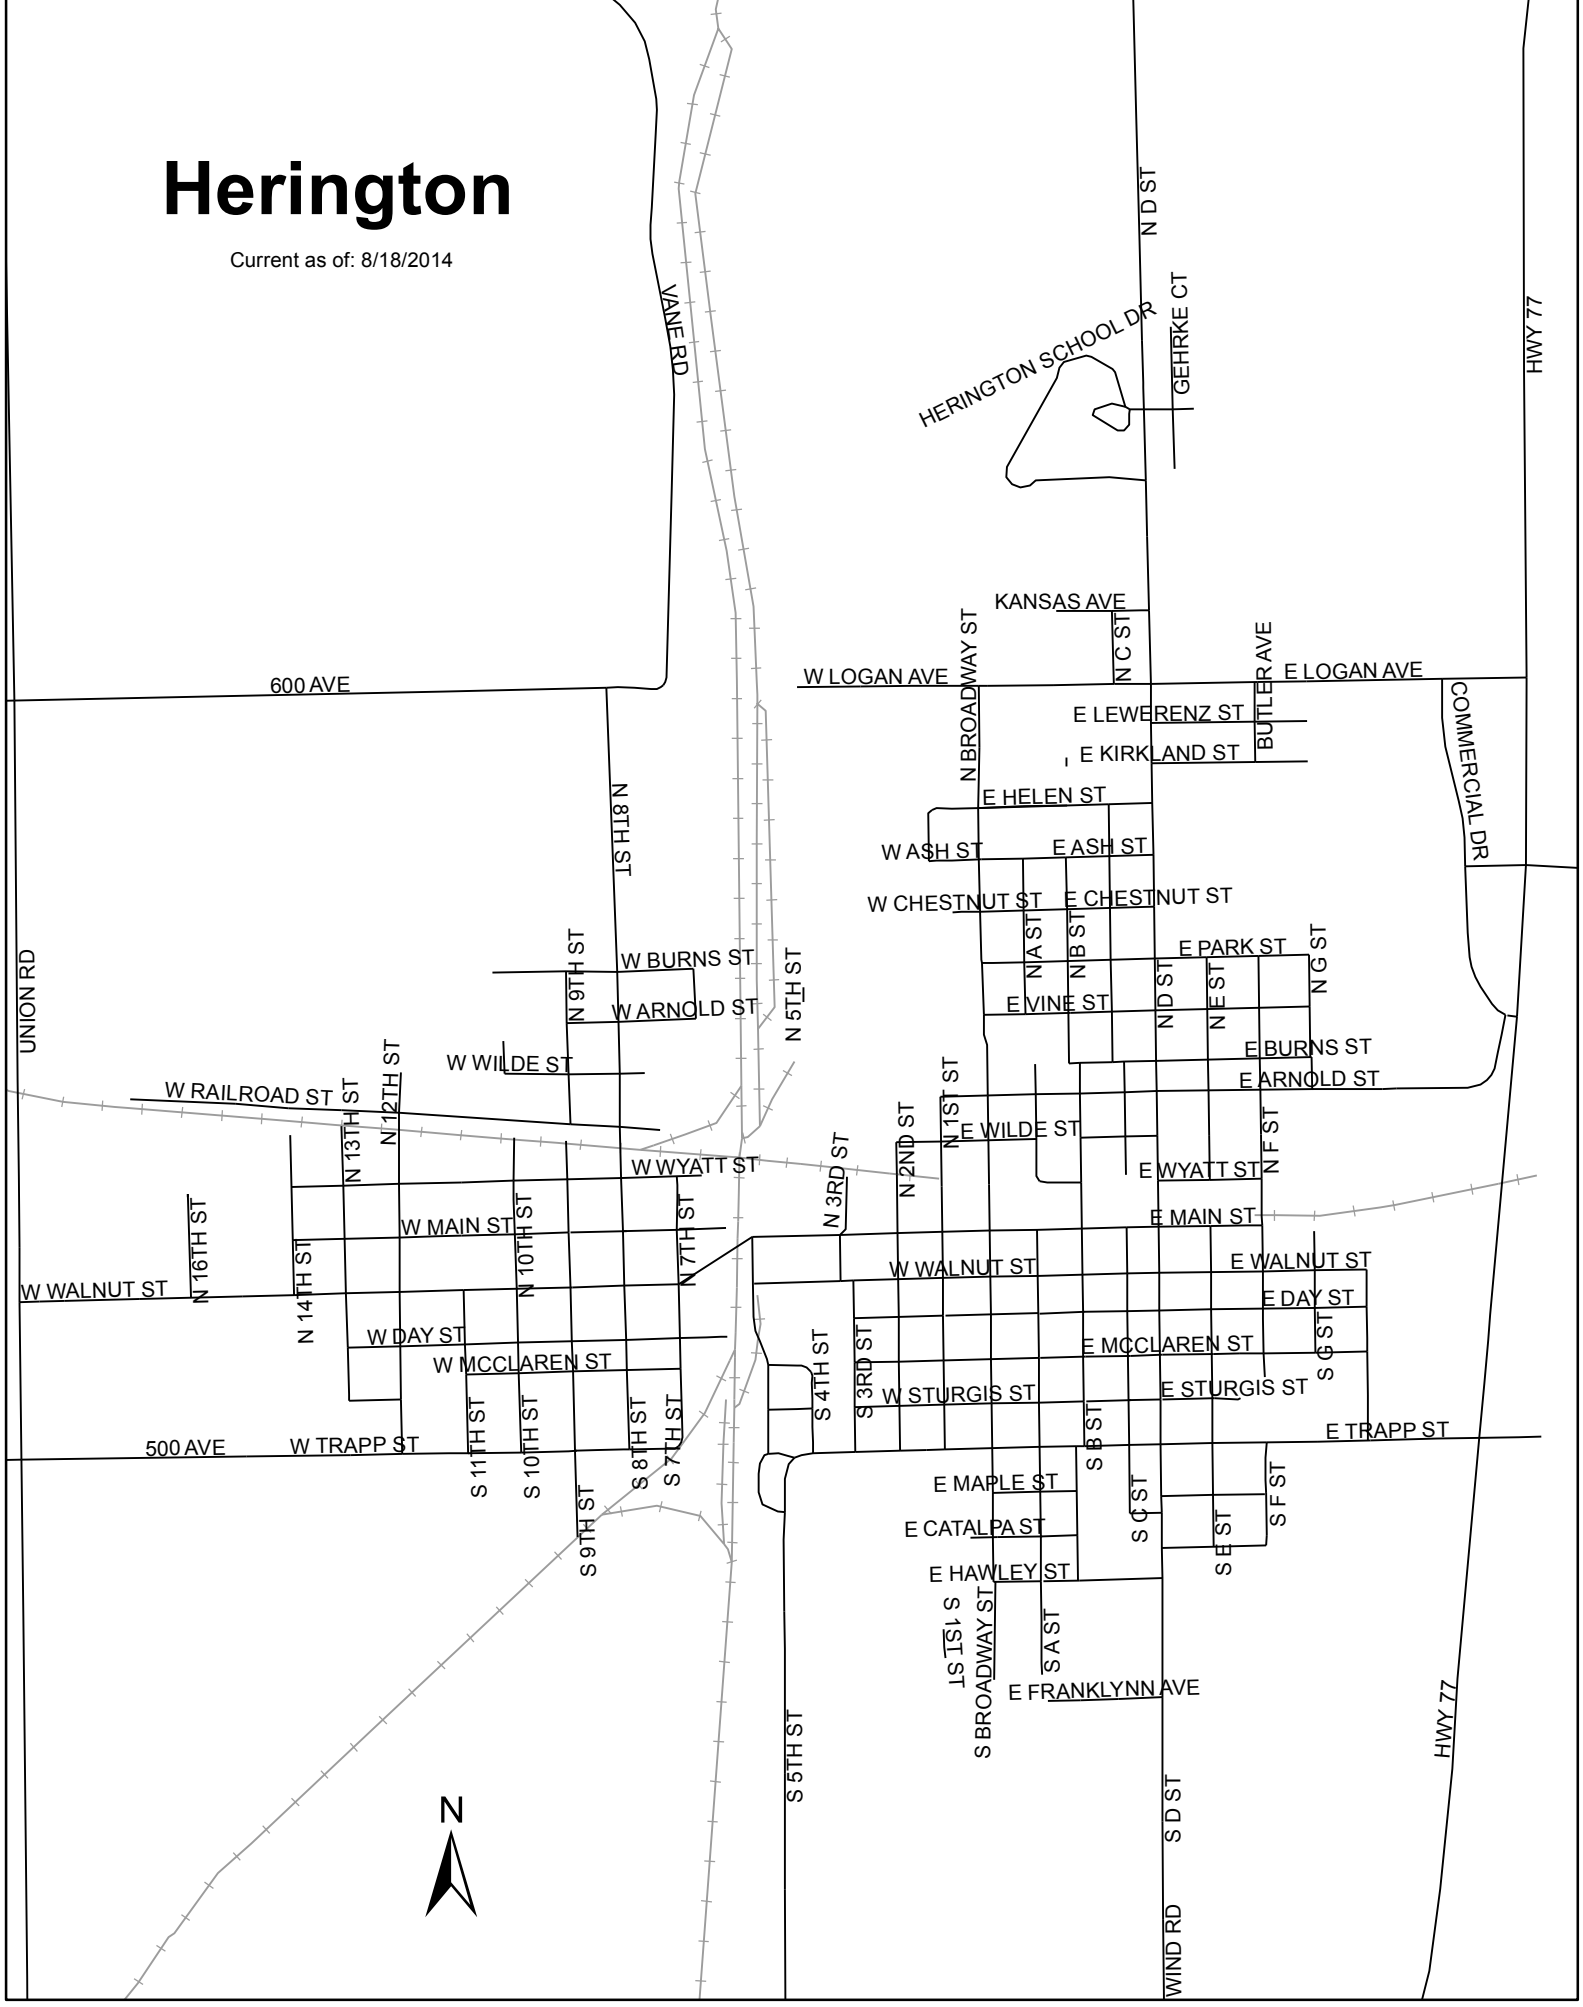 Herington
Current as of: 8/18/2014
N D ST
GEHRKE CT
HERINGTON SCHOOL DR
VANE RD
HWY 77
KANSAS AVE
N BROADWAY ST
N C ST
BUTLER AVE
W LOGAN AVE
E LOGAN AVE
600 AVE
E LEWERENZ ST
COMMERCIAL DR
E KIRKLAND ST
N 8TH ST
E HELEN ST
W ASH ST
E ASH ST
W CHESTNUT ST
E CHESTNUT ST
N A ST
N B ST
N G ST
E PARK ST
N 9TH ST
W BURNS ST
N 5TH ST
UNION RD
N D ST
N E ST
W ARNOLD ST
E VINE ST
E BURNS ST
W WILDE ST
N 12TH ST
N 1ST ST
E ARNOLD ST
W RAILROAD ST
N 13TH ST
N 2ND ST
E WILDE ST
N F ST
W WYATT ST
N 3RD ST
E WYATT ST
N 16TH ST
N 10TH ST
N 7TH ST
W MAIN ST
E MAIN ST
N 14TH ST
W WALNUT ST
W WALNUT ST
E WALNUT ST
E DAY ST
W DAY ST
S 4TH ST
S 3RD ST
S G ST
E MCCLAREN ST
W MCCLAREN ST
W STURGIS ST
E STURGIS ST
S 11TH ST
S 10TH ST
S 8TH ST
S 7TH ST
S B ST
E TRAPP ST
500 AVE
W TRAPP ST
E MAPLE ST
S C ST
S F ST
S 9TH ST
E CATALPA ST
S E ST
E HAWLEY ST
S 1ST ST
S BROADWAY ST
S A ST
E FRANKLYNN AVE
HWY 77
S 5TH ST
S D ST
N
WIND RD